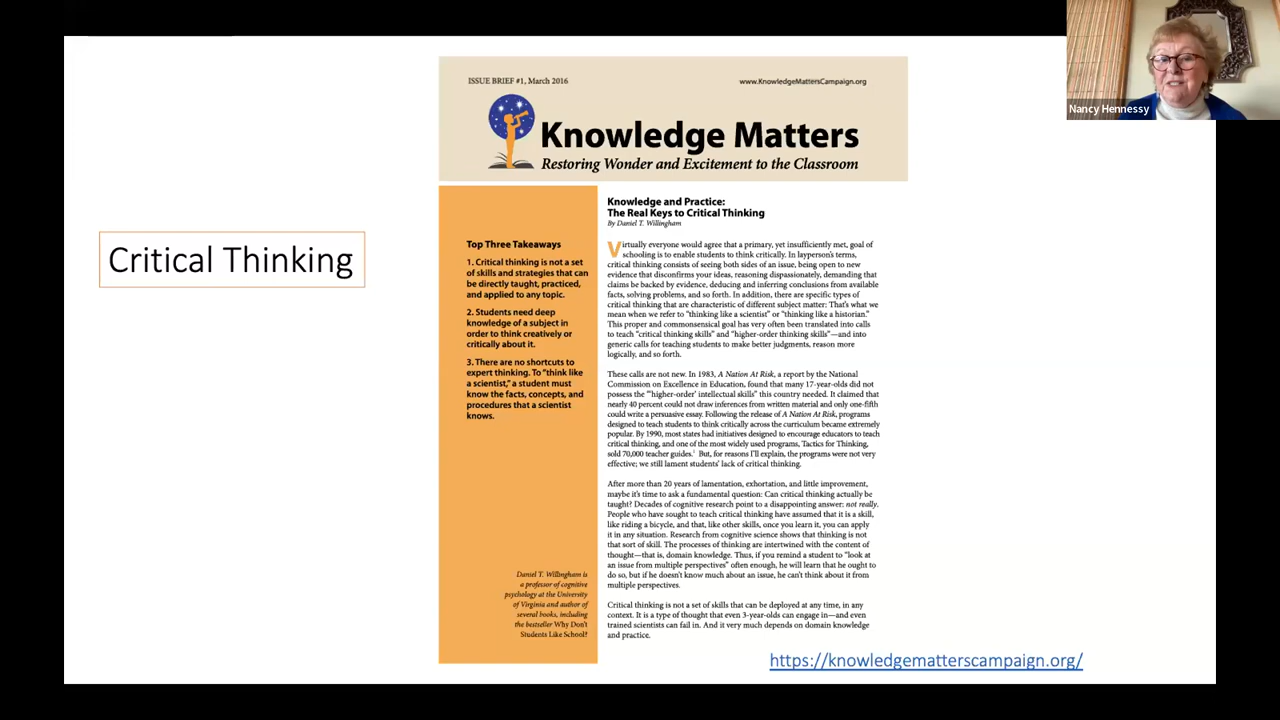 Nancy Hennessy
Critical Thinking
ISSUE BRIEF #1, March 2016
www.KnowledgeMattersCampaign.org
Knowledge Matters
Restoring Wonder and Excitement to the Classroom
Top Three Takeaways
1. Critical thinking is not a set
of skills and strategies that can
be directly taught, practiced,
and applied to any topic.
2. Students need deep
knowledge of a subject in
order to think creatively or
critically about it.
3. There are no shortcuts to
expert thinking. To “think like
a scientist,” a student must
know the facts, concepts, and
procedures that a scientist
knows.
Daniel T. Willingham is
a professor of cognitive
psychology at the University
of Virginia and author of
several books, including
the bestseller Why Don’t
Students Like School?
Knowledge and Practice:
The Real Keys to Critical Thinking
By Daniel T. Willingham
Virtually everyone would agree that a primary, yet insufficiently met, goal of
schooling is to enable students to think critically. In layperson’s terms,
critical thinking consists of seeing both sides of an issue, being open to new
evidence that disconfirms your ideas, reasoning dispassionately, demanding that
claims be backed by evidence, deducing and inferring conclusions from available
facts, solving problems, and so forth. In addition, there are specific types of
critical thinking that are characteristic of different subject matter: That’s what we
mean when we refer to “thinking like a scientist” or “thinking like a historian.”
This proper and commonsensical goal has very often been translated into calls
to teach “critical thinking skills” and “higher-order thinking skills”—and into
generic calls for teaching students to make better judgments, reason more
logically, and so forth.
These calls are not new. In 1983, A Nation At Risk, a report by the National
Commission on Excellence in Education, found that many 17-year-olds did not
possess the “‘higher-order’ intellectual skills” this country needed. It claimed that
nearly 40 percent could not draw inferences from written material and only one-fifth
could write a persuasive essay. Following the release of A Nation At Risk, programs
designed to teach students to think critically across the curriculum became extremely
popular. By 1990, most states had initiatives designed to encourage educators to teach
critical thinking, and one of the most widely used programs, Tactics for Thinking,
sold 70,000 teacher guides.1 But, for reasons I’ll explain, the programs were not very
effective; we still lament students’ lack of critical thinking.
After more than 20 years of lamentation, exhortation, and little improvement,
maybe it’s time to ask a fundamental question: Can critical thinking actually be
taught? Decades of cognitive research point to a disappointing answer: not really.
People who have sought to teach critical thinking have assumed that it is a skill,
like riding a bicycle, and that, like other skills, once you learn it, you can apply
it in any situation. Research from cognitive science shows that thinking is not
that sort of skill. The processes of thinking are intertwined with the content of
thought—that is, domain knowledge. Thus, if you remind a student to “look at
an issue from multiple perspectives” often enough, he will learn that he ought to
do so, but if he doesn’t know much about an issue, he can’t think about it from
multiple perspectives.
Critical thinking is not a set of skills that can be deployed at any time, in any
context. It is a type of thought that even 3-year-olds can engage in—and even
trained scientists can fail in. And it very much depends on domain knowledge
and practice.
https://knowledgematterscampaign.org/